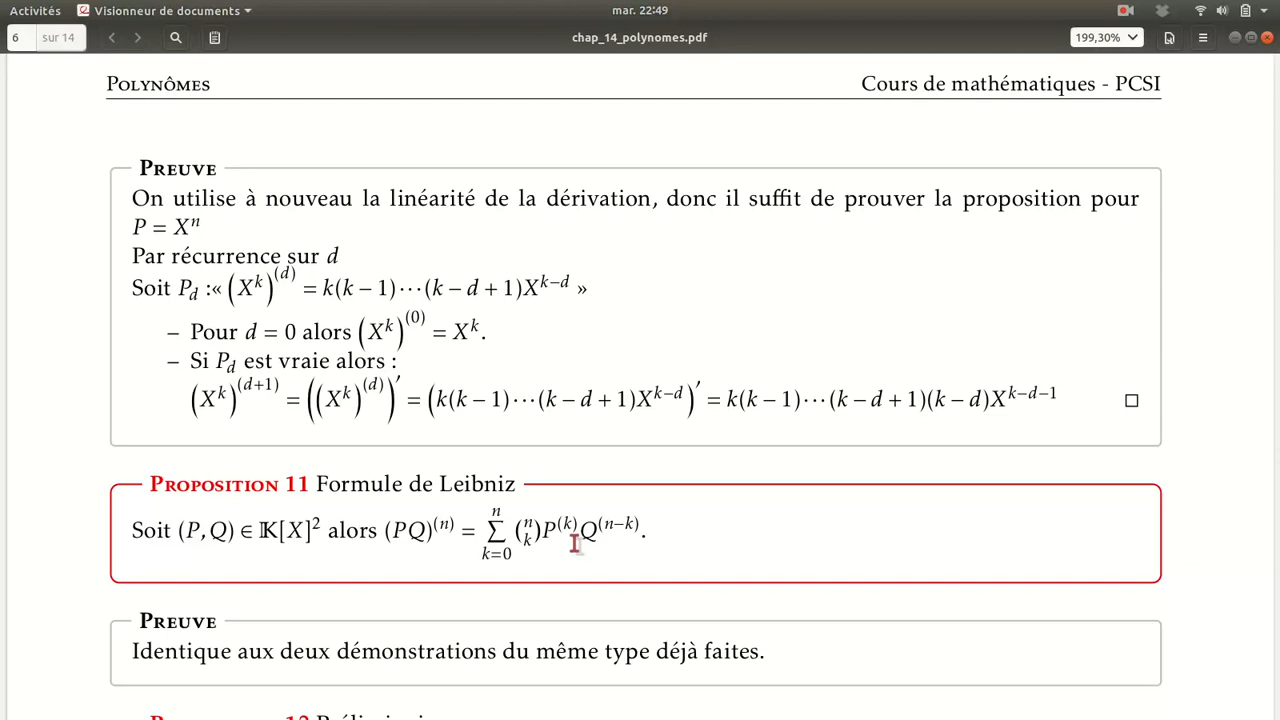 Activités Visionneur de documents mar. 22:49
6 sur 14 chap_14_polynomes.pdf 199,30%
Polynômes Cours de mathématiques - PCSI
Preuve
On utilise à nouveau la linéarité de la dérivation, donc il suffit de prouver la proposition pour
P = Xⁿ
Par récurrence sur d
Soit P_d :« (X^k)^(d) = k(k − 1)···(k − d + 1)X^{k−d} »
– Pour d = 0 alors (X^k)^(0) = X^k.
– Si P_d est vraie alors :
(X^k)^(d+1) = ((X^k)^(d))′ = (k(k − 1)···(k − d + 1)X^{k−d})′ = k(k − 1)···(k − d + 1)(k − d)X^{k−d−1} □
Proposition 11 Formule de Leibniz
Soit (P, Q) ∈ 𝕂[X]² alors (PQ)^(n) = ∑_{k=0}^{n} (n k) P^(k) Q^(n−k).
Preuve
Identique aux deux démonstrations du même type déjà faites.